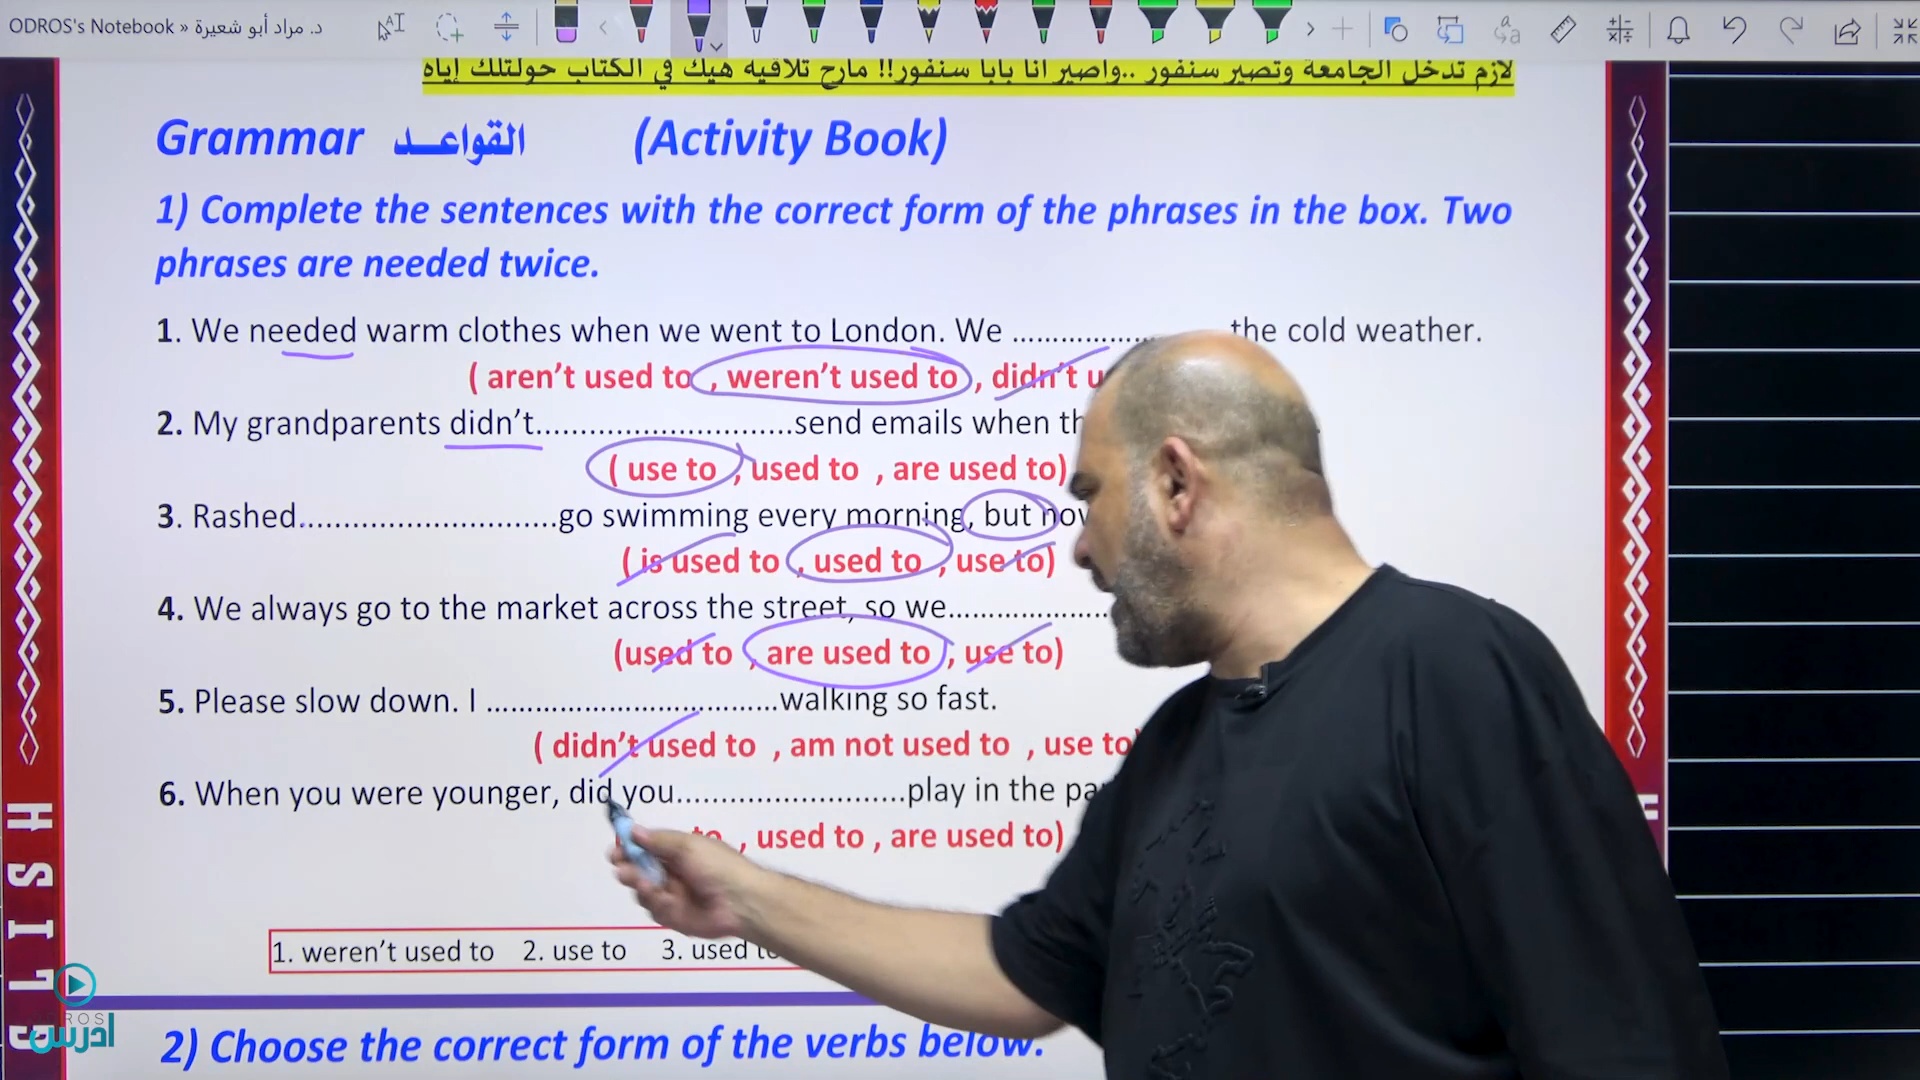 ODROS's Notebook » د. مراد أبو شعيرة
لازم تدخل الجامعة وتصير سنفور ..واصير انا بابا سنفور!! مارح تلاقيه هيك في الكتاب حولتلك إياه
Grammar القواعد (Activity Book)
1) Complete the sentences with the correct form of the phrases in the box. Two
phrases are needed twice.
1. We needed warm clothes when we went to London. We .................. the cold weather.
( aren't used to , weren't used to , didn't u
2. My grandparents didn't..........................send emails when th
( use to , used to , are used to)
3. Rashed..........................go swimming every morning, but now
( is used to , used to , use to)
4. We always go to the market across the street, so we..................
(used to , are used to , use to)
5. Please slow down. I ..............................walking so fast.
( didn't used to , am not used to , use to)
6. When you were younger, did you.......................play in the pa
to , used to , are used to)
1. weren't used to 2. use to 3. used to
2) Choose the correct form of the verbs below.
GLISH
ODROS
ادرس